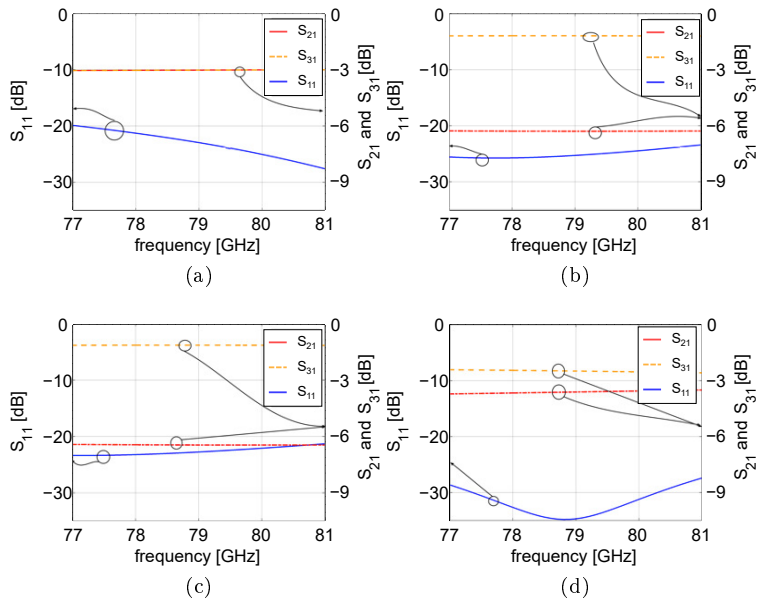 0
−10
−20
−30
S11 [dB]
77
78
79
80
81
frequency [GHz]
0
−3
−6
−9
S21 and S31[dB]
S21
S31
S11
(a)
0
−10
−20
−30
S11 [dB]
77
78
79
80
81
frequency [GHz]
0
−3
−6
−9
S21 and S31[dB]
S21
S31
S11
(b)
0
−10
−20
−30
S11 [dB]
77
78
79
80
81
frequency [GHz]
0
−3
−6
−9
S21 and S31[dB]
S21
S31
S11
(c)
0
−10
−20
−30
S11 [dB]
77
78
79
80
81
frequency [GHz]
0
−3
−6
−9
S21 and S31[dB]
S21
S31
S11
(d)